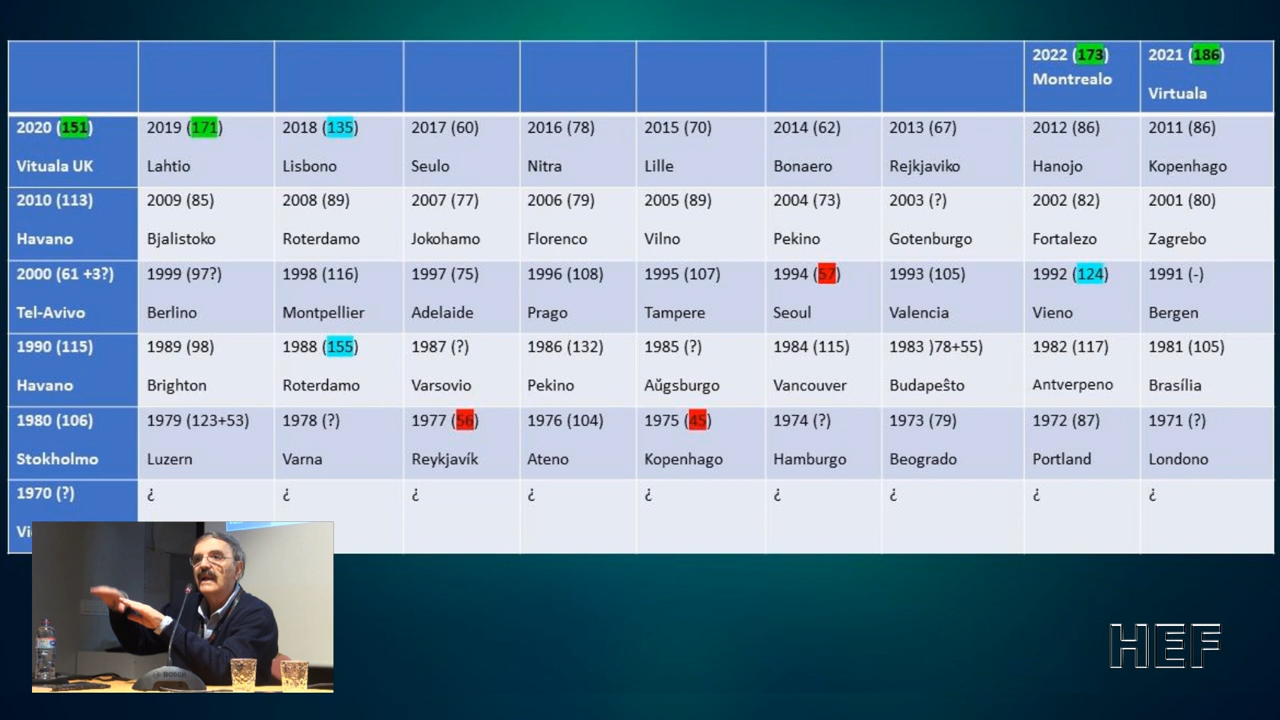 2022 (173)
Montrealo
2021 (186)
Virtuala
2020 (151)
Vituala UK
2019 (171)
Lahtio
2018 (135)
Lisbono
2017 (60)
Seulo
2016 (78)
Nitra
2015 (70)
Lille
2014 (62)
Bonaero
2013 (67)
Rejkjaviko
2012 (86)
Hanojo
2011 (86)
Kopenhago
2010 (113)
Havano
2009 (85)
Bjalistoko
2008 (89)
Roterdamo
2007 (77)
Jokohamo
2006 (79)
Florenco
2005 (89)
Vilno
2004 (73)
Pekino
2003 (?)
Gotenburgo
2002 (82)
Fortalezo
2001 (80)
Zagrebo
2000 (61 +3?)
Tel-Avivo
1999 (97?)
Berlino
1998 (116)
Montpellier
1997 (75)
Adelaide
1996 (108)
Prago
1995 (107)
Tampere
1994 (57)
Seoul
1993 (105)
Valencia
1992 (124)
Vieno
1991 (-)
Bergen
1990 (115)
Havano
1989 (98)
Brighton
1988 (155)
Roterdamo
1987 (?)
Varsovio
1986 (132)
Pekino
1985 (?)
Aŭgsburgo
1984 (115)
Vancouver
1983 )78+55)
Budapeŝto
1982 (117)
Antverpeno
1981 (105)
Brasília
1980 (106)
Stokholmo
1979 (123+53)
Luzern
1978 (?)
Varna
1977 (56)
Reykjavík
1976 (104)
Ateno
1975 (45)
Kopenhago
1974 (?)
Hamburgo
1973 (79)
Beogrado
1972 (87)
Portland
1971 (?)
Londono
1970 (?)
¿
¿
¿
¿
¿
¿
¿
¿
¿
HEF